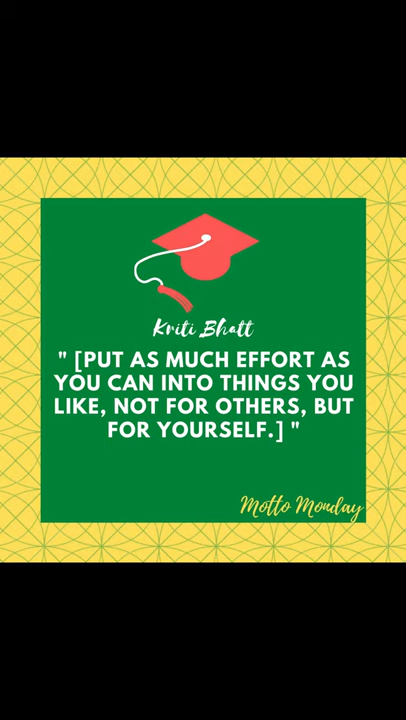 Kriti Bhatt
" [PUT AS MUCH EFFORT AS
YOU CAN INTO THINGS YOU
LIKE, NOT FOR OTHERS, BUT
FOR YOURSELF.] "
Motto Monday